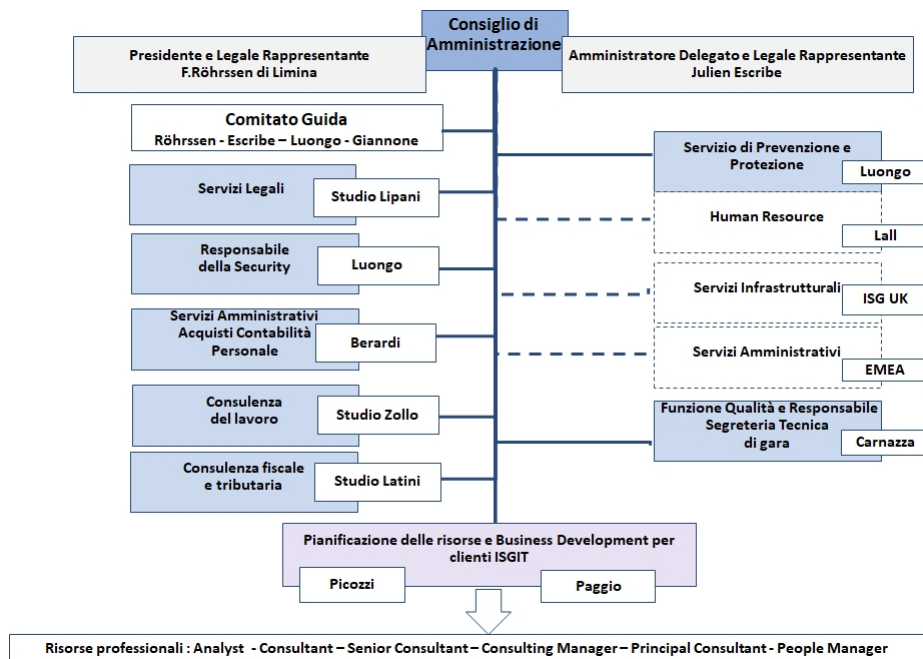 Consiglio di
Amministrazione
Presidente e Legale Rappresentante
F.Röhrssen di Limina
Amministratore Delegato e Legale Rappresentante
Julien Escribe
Comitato Guida
Röhrssen - Escribe – Luongo - Giannone
Servizi Legali
Studio Lipani
Responsabile
della Security
Luongo
Servizi Amministrativi
Acquisti Contabilità
Personale
Berardi
Consulenza
del lavoro
Studio Zollo
Consulenza fiscale
e tributaria
Studio Latini
Servizio di Prevenzione e
Protezione
Luongo
Human Resource
Lall
Servizi Infrastrutturali
ISG UK
Servizi Amministrativi
EMEA
Funzione Qualità e Responsabile
Segreteria Tecnica
di gara
Carnazza
Pianificazione delle risorse e Business Development per
clienti ISGIT
Picozzi
Paggio
Risorse professionali : Analyst - Consultant – Senior Consultant – Consulting Manager – Principal Consultant - People Manager